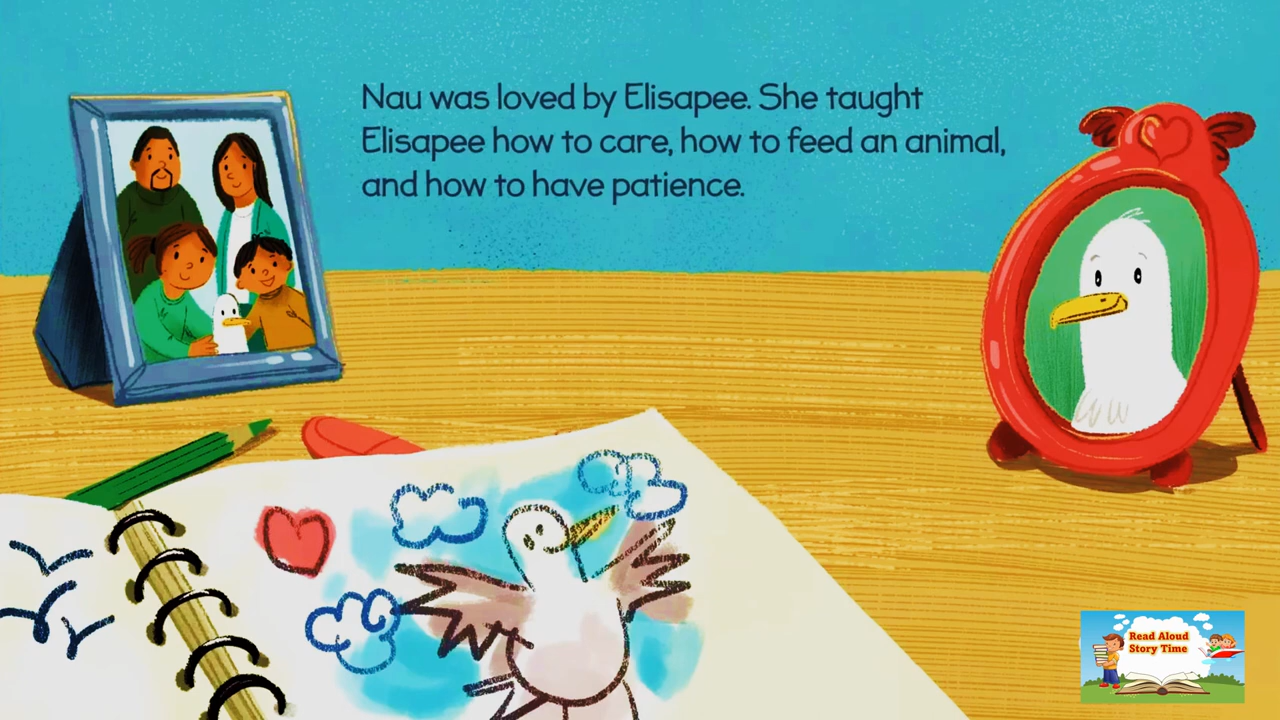 Nau was loved by Elisapee. She taught
Elisapee how to care, how to feed an animal,
and how to have patience.
Read Aloud
Story Time